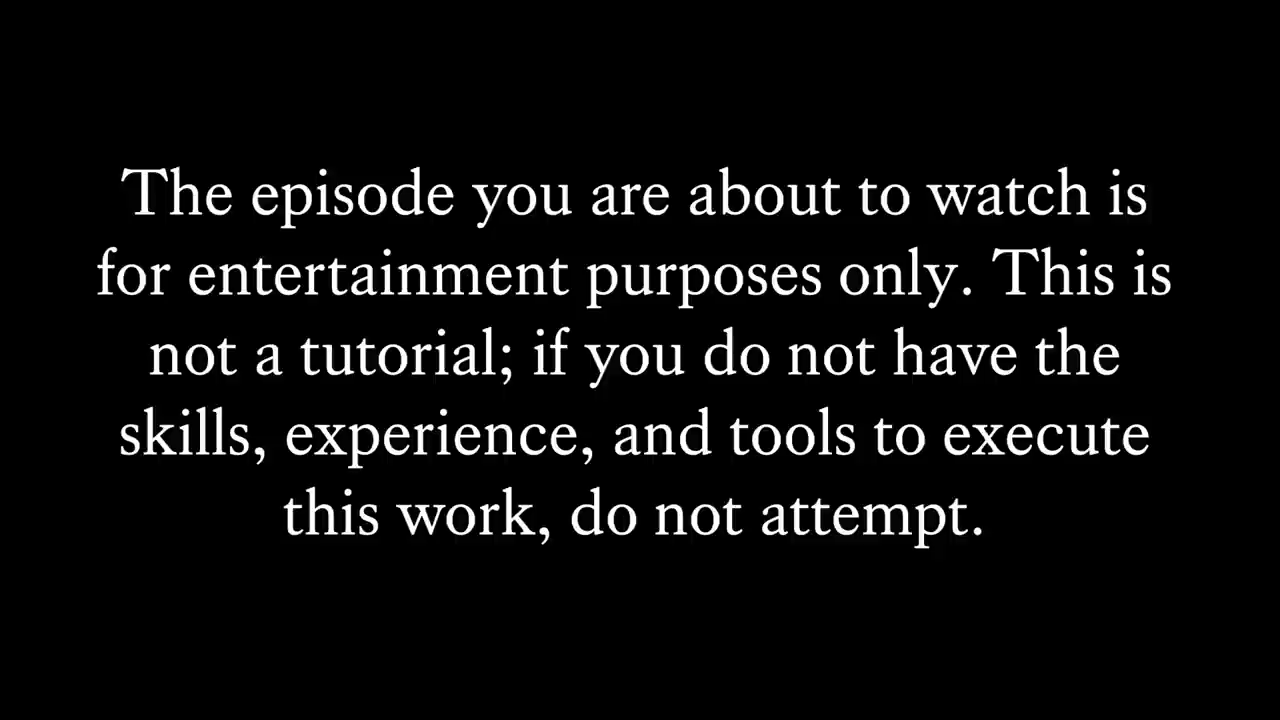 The episode you are about to watch is
for entertainment purposes only. This is
not a tutorial; if you do not have the
skills, experience, and tools to execute
this work, do not attempt.